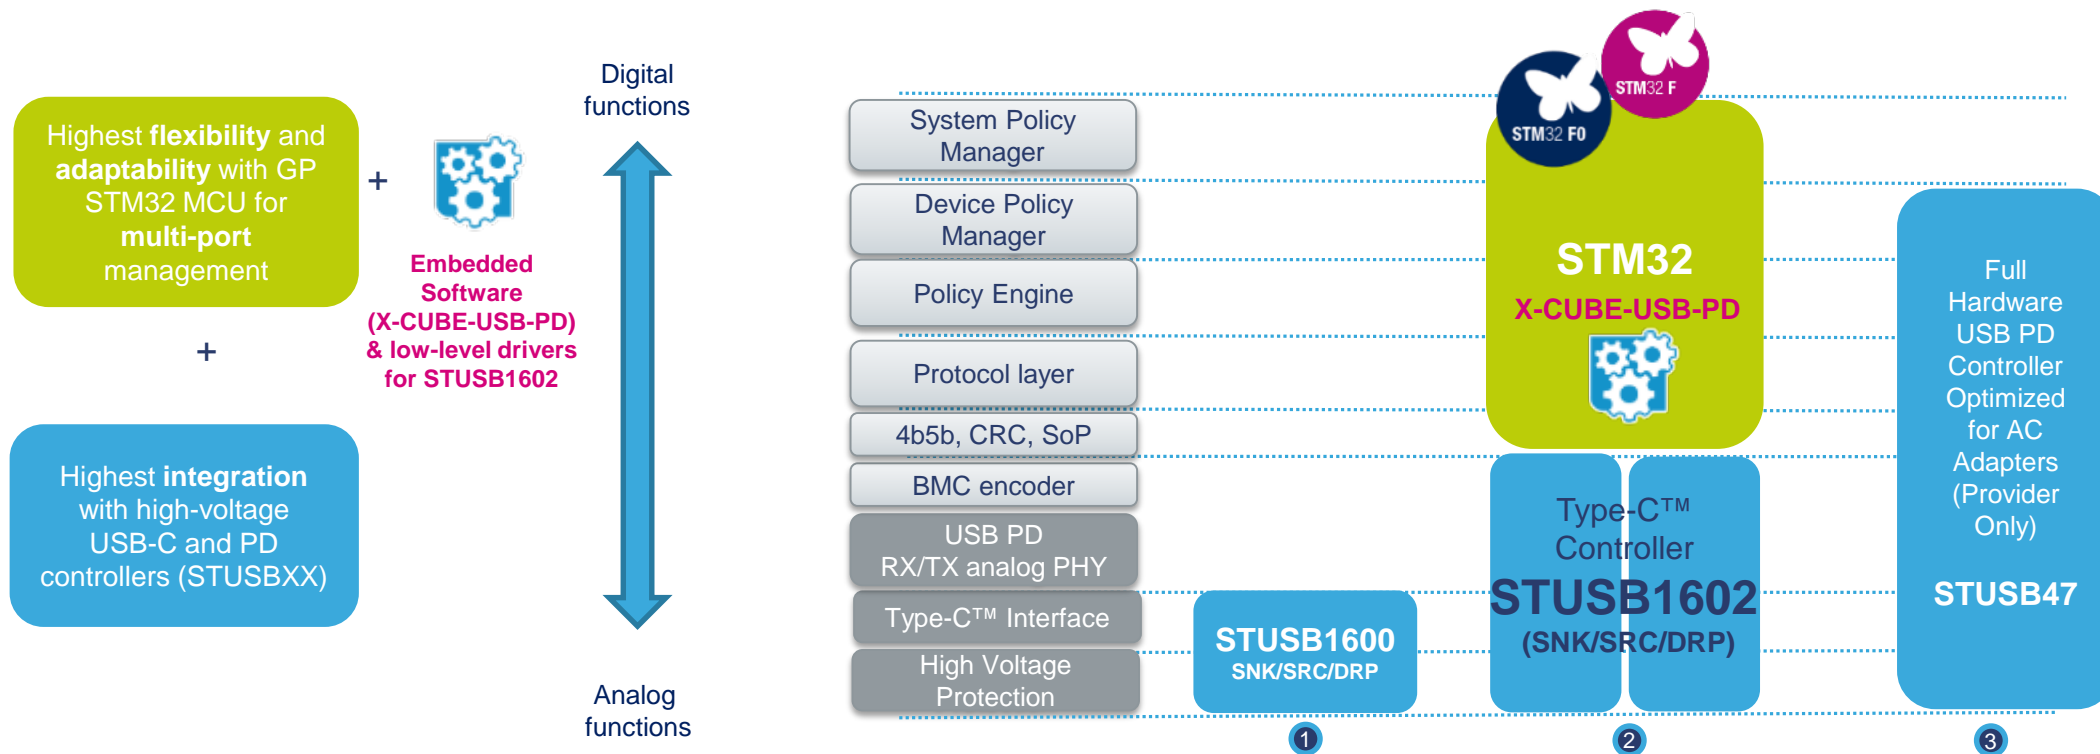 Highest flexibility and
adaptability with GP
STM32 MCU for
multi-port
management
+
Embedded
Software
(X-CUBE-USB-PD)
& low-level drivers
for STUSB1602
+
Highest integration
with high-voltage
USB-C and PD
controllers (STUSBXX)
Digital
functions
Analog
functions
System Policy
Manager
Device Policy
Manager
Policy Engine
Protocol layer
4b5b, CRC, SoP
BMC encoder
USB PD
RX/TX analog PHY
Type-C™ Interface
High Voltage
Protection
STUSB1600
SNK/SRC/DRP
1
STM32 F0
STM32 F
STM32
X-CUBE-USB-PD
Type-C™
Controller
STUSB1602
(SNK/SRC/DRP)
2
Full
Hardware
USB PD
Controller
Optimized
for AC
Adapters
(Provider
Only)
STUSB47
3